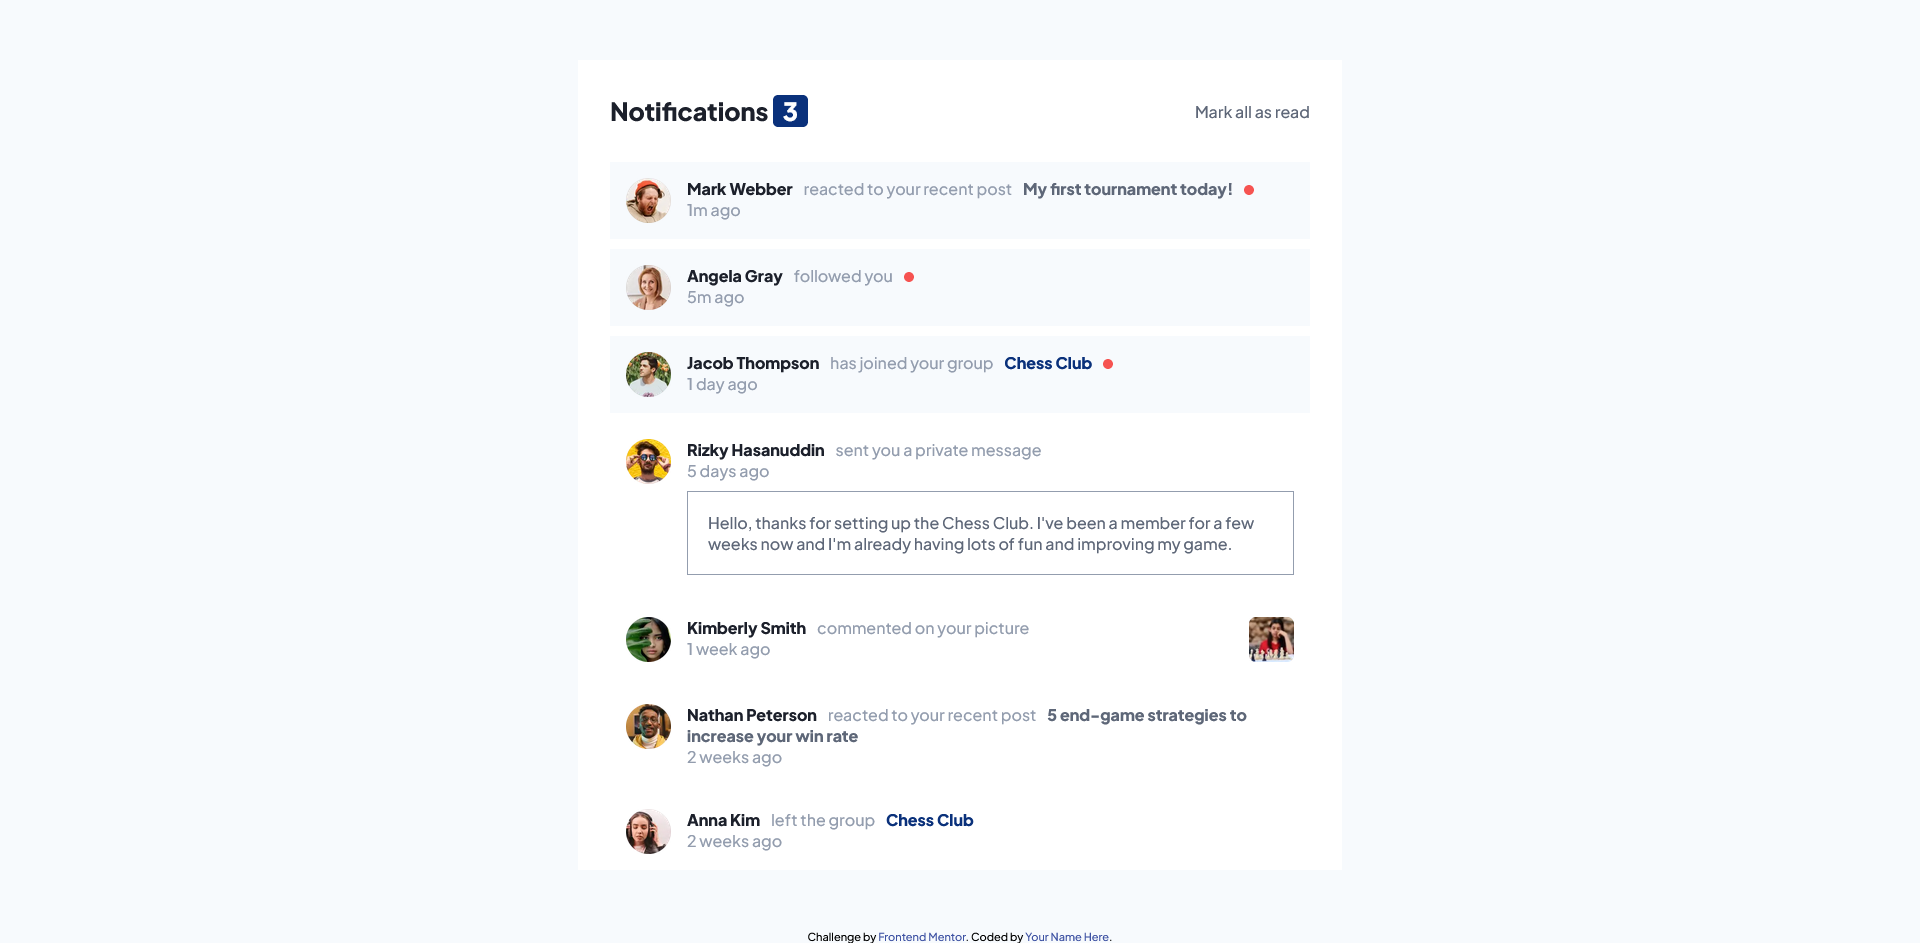 Notifications 3
Mark all as read
Mark Webber reacted to your recent post My first tournament today!
1m ago
Angela Gray followed you
5m ago
Jacob Thompson has joined your group Chess Club
1 day ago
Rizky Hasanuddin sent you a private message
5 days ago
Hello, thanks for setting up the Chess Club. I've been a member for a few
weeks now and I'm already having lots of fun and improving my game.
Kimberly Smith commented on your picture
1 week ago
Nathan Peterson reacted to your recent post 5 end-game strategies to
increase your win rate
2 weeks ago
Anna Kim left the group Chess Club
2 weeks ago
Challenge by Frontend Mentor. Coded by Your Name Here.